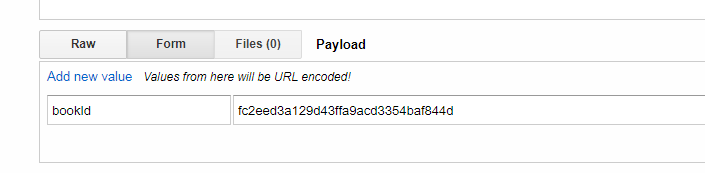 Raw Form Files (0) Payload
Add new value Values from here will be URL encoded!
bookId fc2eed3a129d43ffa9acd3354baf844d